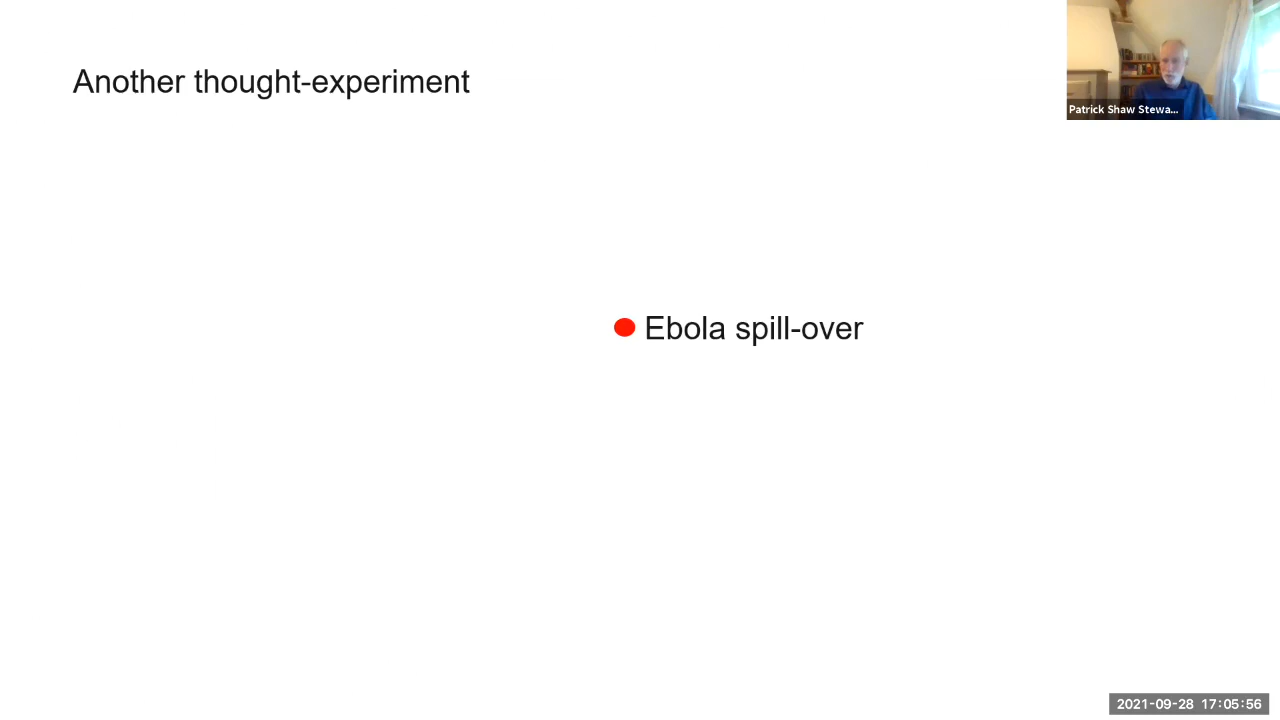 Another thought-experiment
Patrick Shaw Stewa...
Ebola spill-over
2021-09-28 17:05:56